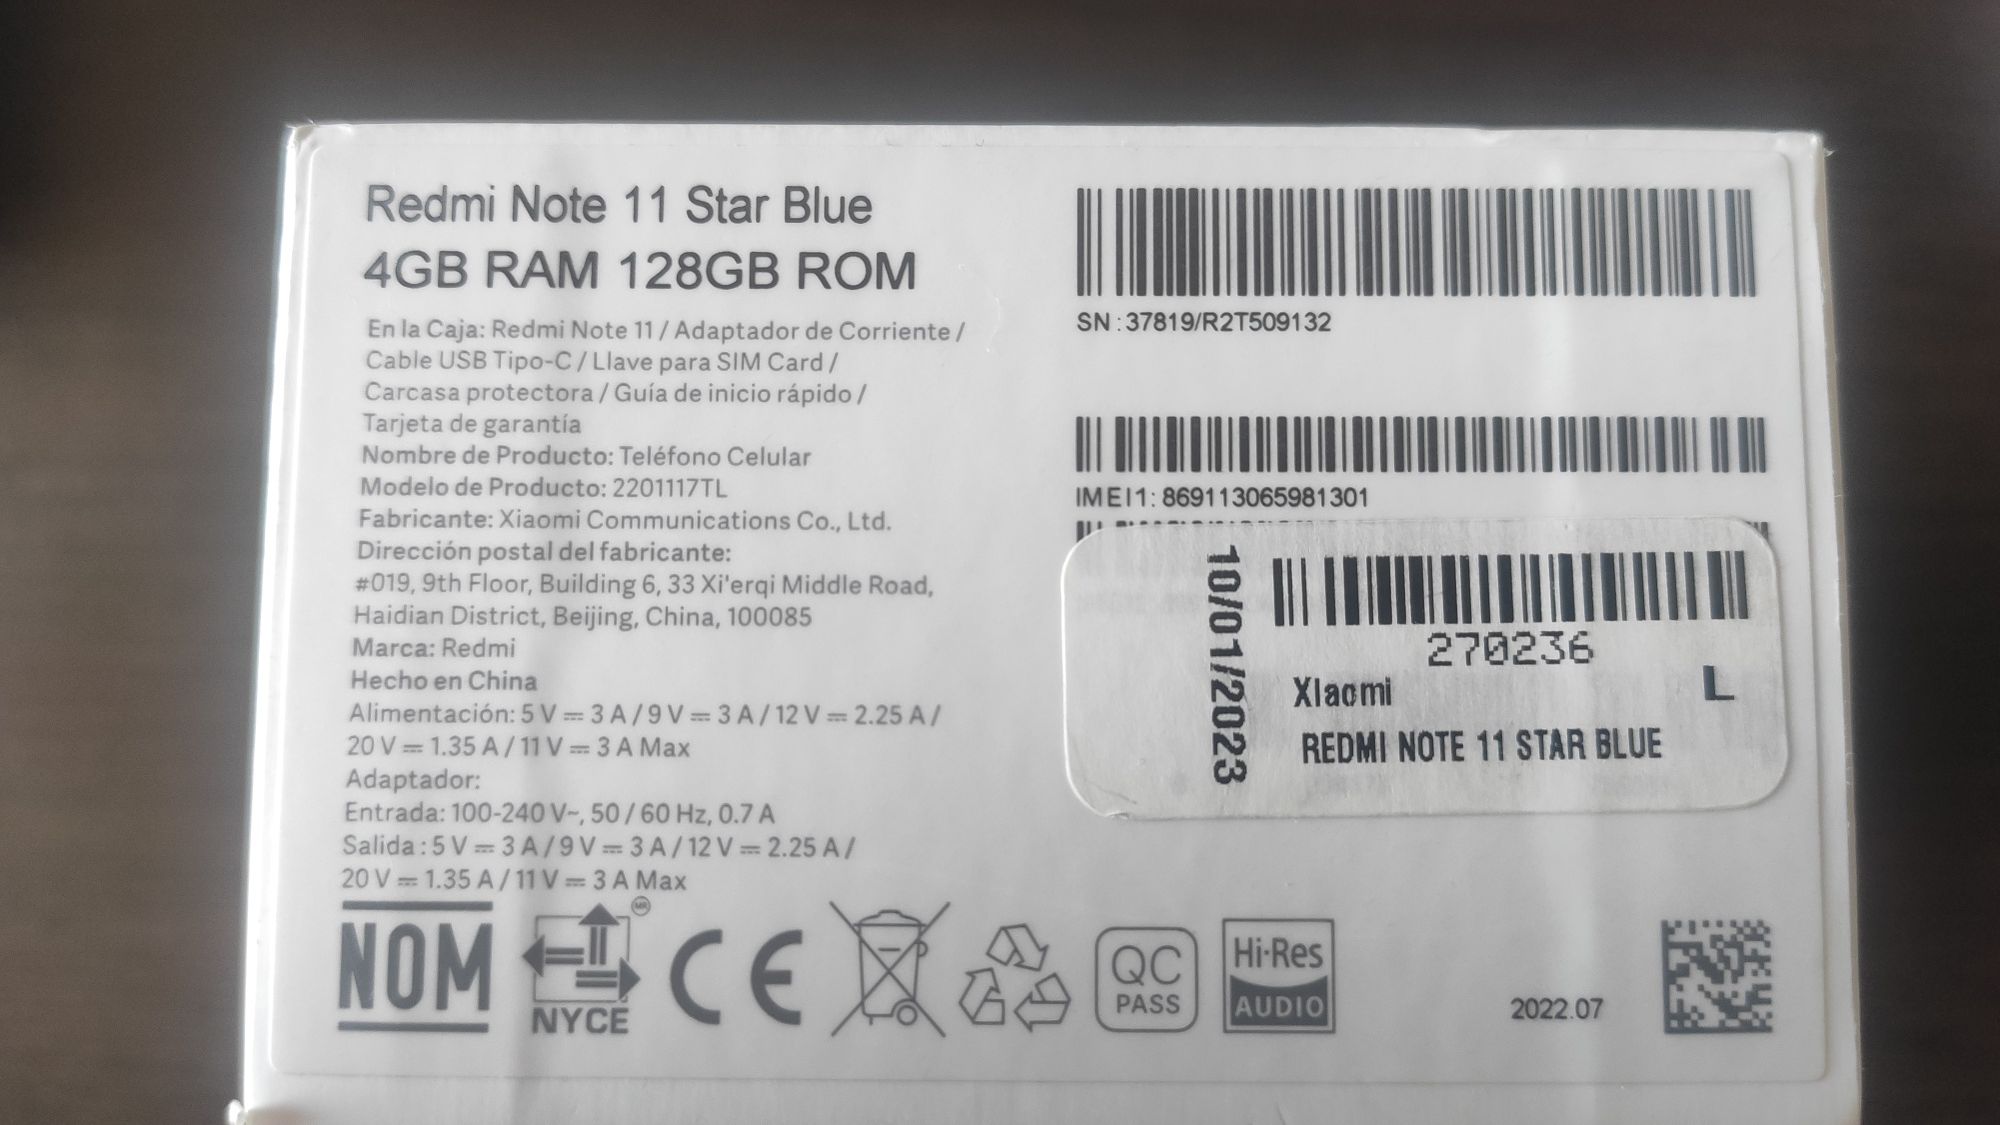 Redmi Note 11 Star Blue
4GB RAM 128GB ROM
En la Caja: Redmi Note 11 / Adaptador de Corriente /
Cable USB Tipo-C / Llave para SIM Card /
Carcasa protectora / Guía de inicio rápido /
Tarjeta de garantía
Nombre de Producto: Teléfono Celular
Modelo de Producto: 2201117TL
Fabricante: Xiaomi Communications Co., Ltd.
Dirección postal del fabricante:
#019, 9th Floor, Building 6, 33 Xi'erqi Middle Road,
Haidian District, Beijing, China, 100085
Marca: Redmi
Hecho en China
Alimentación: 5 V ⎓ 3 A / 9 V ⎓ 3 A / 12 V ⎓ 2.25 A /
20 V ⎓ 1.35 A / 11 V ⎓ 3 A Max
Adaptador:
Entrada: 100-240 V~, 50 / 60 Hz, 0.7 A
Salida : 5 V ⎓ 3 A / 9 V ⎓ 3 A / 12 V ⎓ 2.25 A /
20 V ⎓ 1.35 A / 11 V ⎓ 3 A Max
NOM
MR
NYCE
CE
QC
PASS
Hi-Res
AUDIO
2022.07
SN : 37819/R2T509132
IMEI1: 869113065981301
10/01/2023
270236
XIaomi
L
REDMI NOTE 11 STAR BLUE